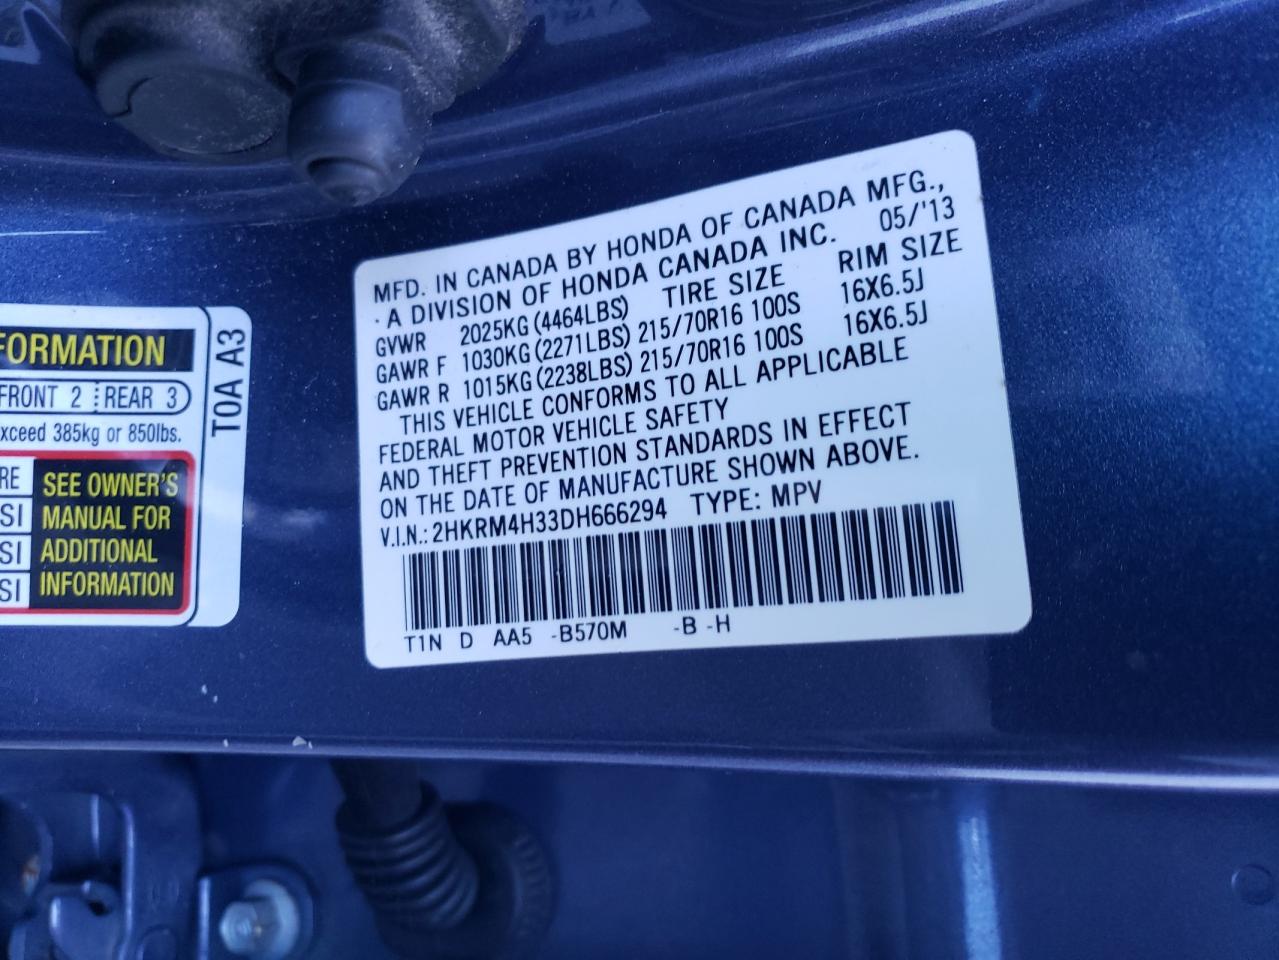 MFD. IN CANADA BY HONDA OF CANADA MFG.,
A DIVISION OF HONDA CANADA INC. 05/'13
GVWR 2025KG(4464LBS) TIRE SIZE RIM SIZE
GAWR F 1030KG(2271LBS) 215/70R16 100S 16X6.5J
GAWR R 1015KG(2238LBS) 215/70R16 100S 16X6.5J
THIS VEHICLE CONFORMS TO ALL APPLICABLE
FEDERAL MOTOR VEHICLE SAFETY
AND THEFT PREVENTION STANDARDS IN EFFECT
ON THE DATE OF MANUFACTURE SHOWN ABOVE.
V.I.N.: 2HKRM4H33DH666294 TYPE: MPV
T1N D AA5 -B570M -B -H
FORMATION
FRONT 2 REAR 3
xceed 385kg or 850lbs.
RE
SI
SI
SI
SEE OWNER'S
MANUAL FOR
ADDITIONAL
INFORMATION
T0A A3